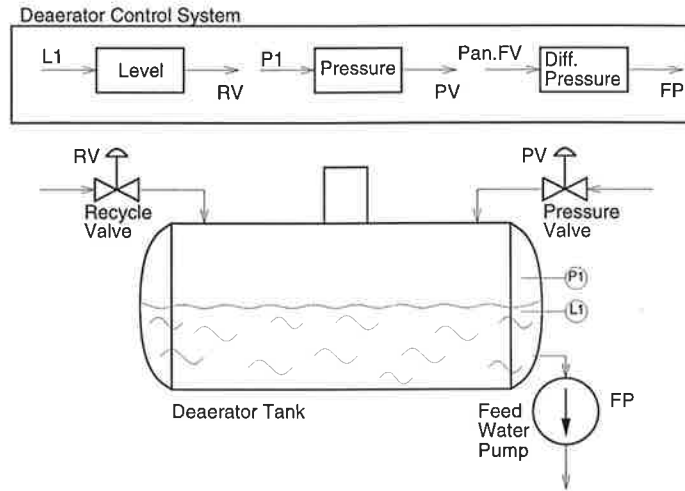 Deaerator Control System
L1
Level
RV
P1
Pressure
PV
Pan.FV
Diff.
Pressure
FP
RV
Recycle
Valve
PV
Pressure
Valve
P1
L1
Deaerator Tank
Feed
Water
Pump
FP